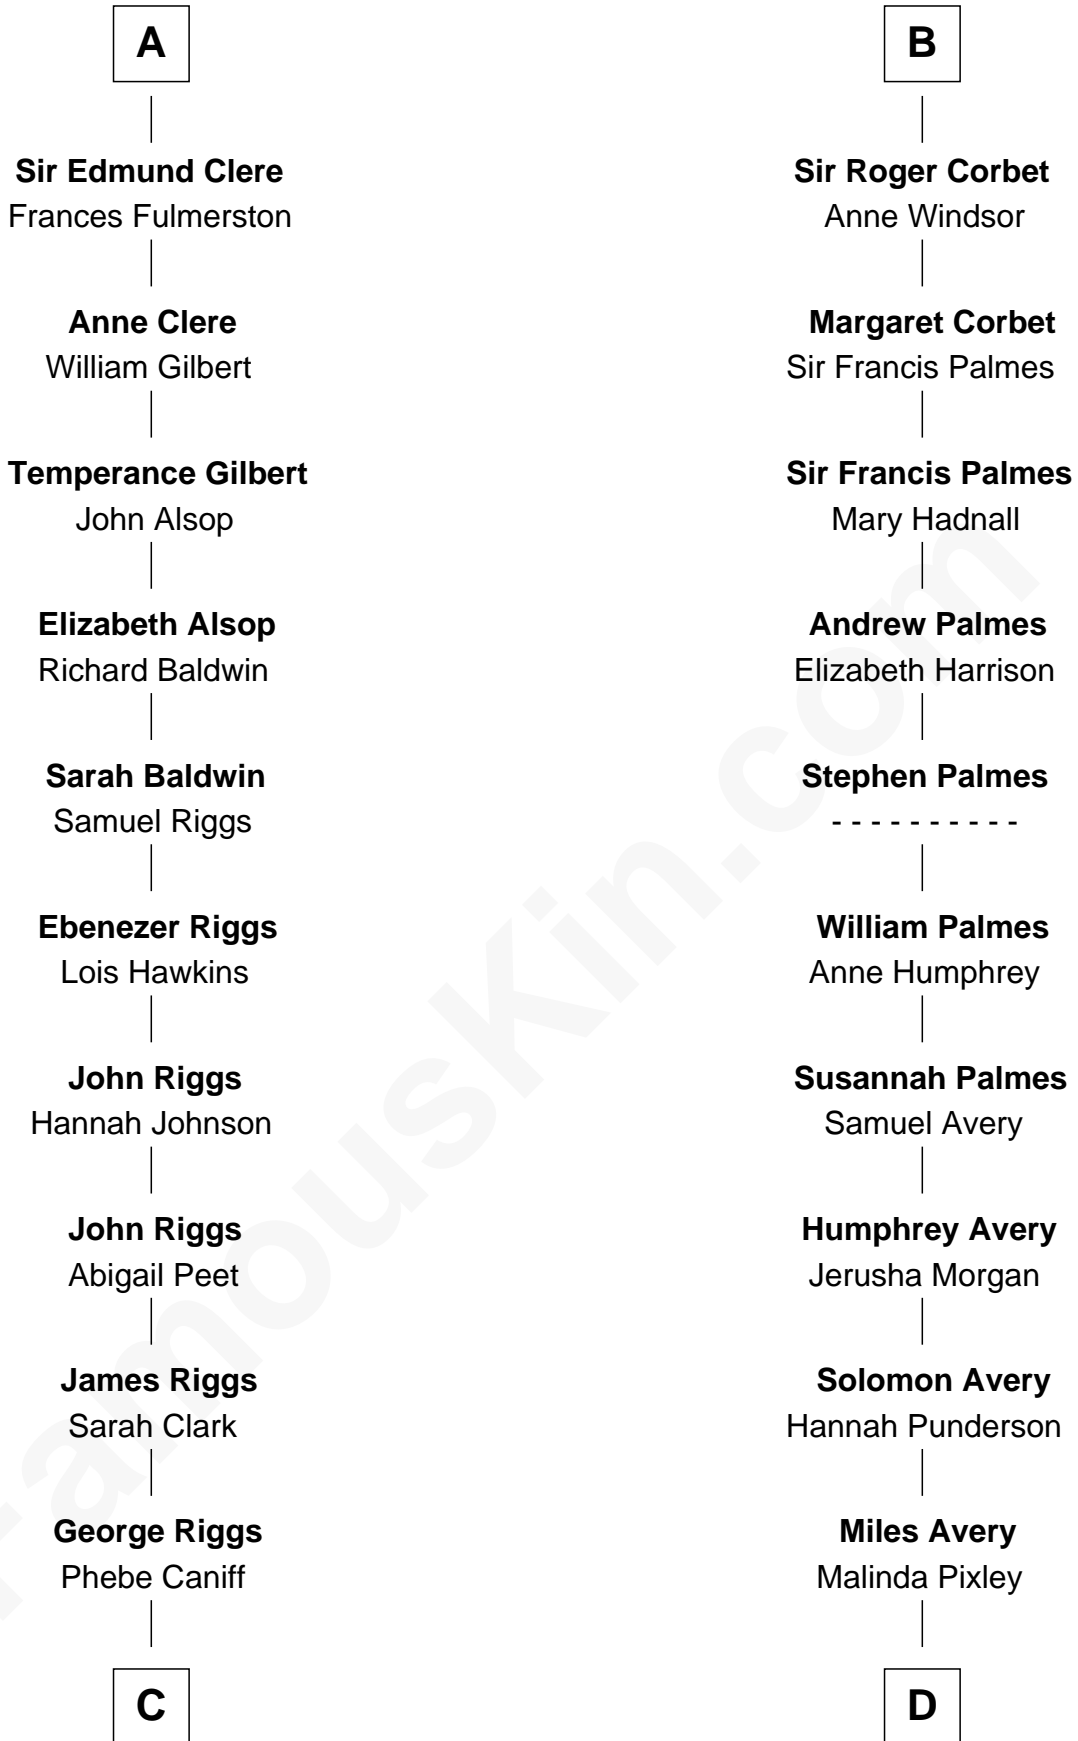 A
Sir Edmund Clere
Frances Fulmerston
Anne Clere
William Gilbert
Temperance Gilbert
John Alsop
Elizabeth Alsop
Richard Baldwin
Sarah Baldwin
Samuel Riggs
Ebenezer Riggs
Lois Hawkins
John Riggs
Hannah Johnson
John Riggs
Abigail Peet
James Riggs
Sarah Clark
George Riggs
Phebe Caniff
C
B
Sir Roger Corbet
Anne Windsor
Margaret Corbet
Sir Francis Palmes
Sir Francis Palmes
Mary Hadnall
Andrew Palmes
Elizabeth Harrison
Stephen Palmes
- - - - - - - - - -
William Palmes
Anne Humphrey
Susannah Palmes
Samuel Avery
Humphrey Avery
Jerusha Morgan
Solomon Avery
Hannah Punderson
Miles Avery
Malinda Pixley
D
FamousKin.com